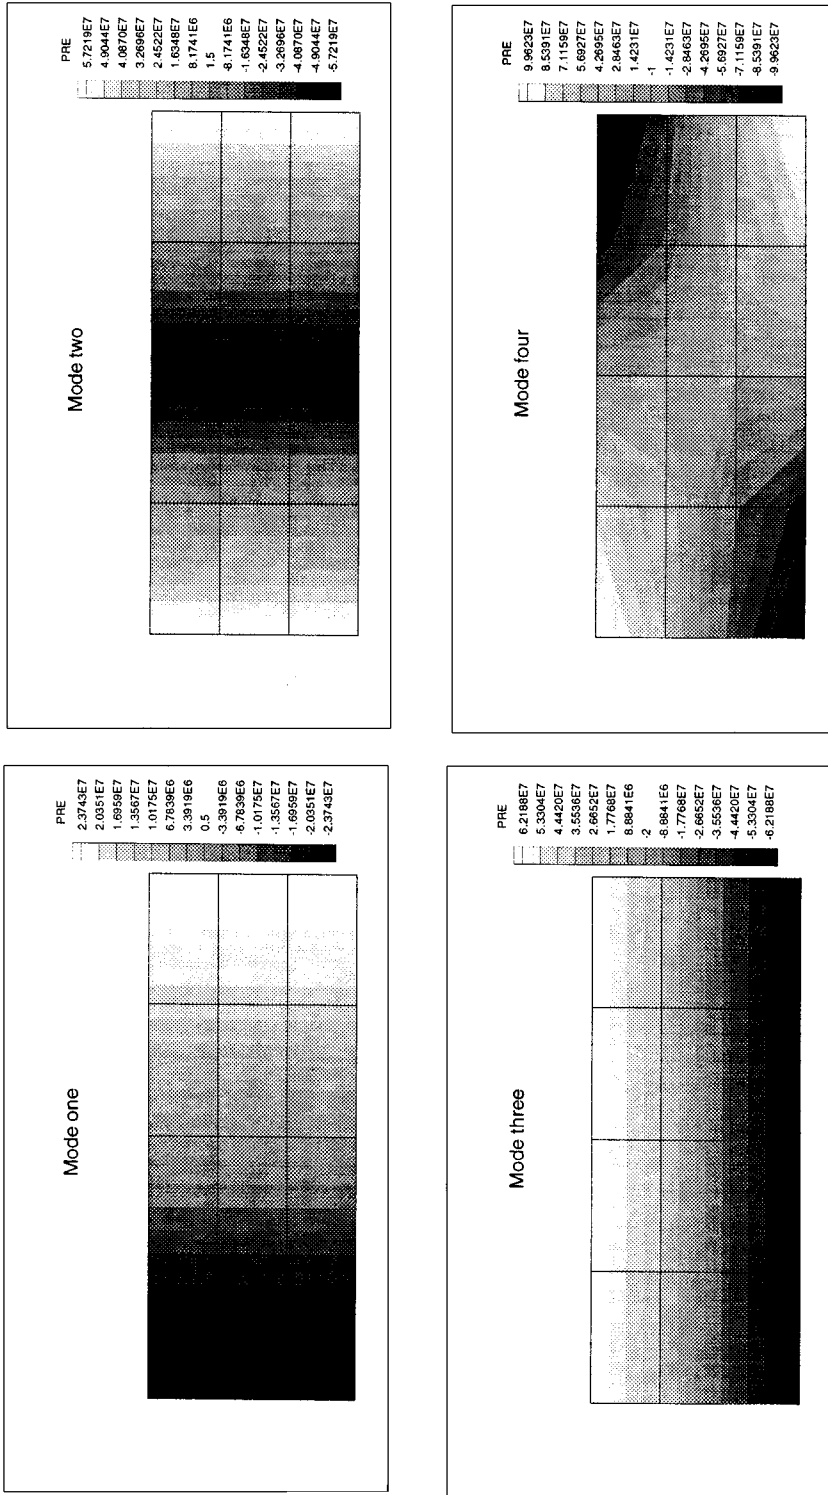 Mode two
PRE
5.7219E7
4.9044E7
4.0870E7
3.2696E7
2.4522E7
1.6348E7
8.1741E6
1.5
-8.1741E6
-1.6348E7
-2.4522E7
-3.2696E7
-4.0870E7
-4.9044E7
-5.7219E7
Mode four
PRE
9.9623E7
8.5391E7
7.1159E7
5.6927E7
4.2695E7
2.8463E7
1.4231E7
-1
-1.4231E7
-2.8463E7
-4.2695E7
-5.6927E7
-7.1159E7
-8.5391E7
-9.9623E7
Mode one
PRE
2.3743E7
2.0351E7
1.6959E7
1.3567E7
1.0175E7
6.7839E6
3.3919E6
0.5
-3.3919E6
-6.7839E6
-1.0175E7
-1.3567E7
-1.6959E7
-2.0351E7
-2.3743E7
Mode three
PRE
6.2188E7
5.3304E7
4.4420E7
3.5536E7
2.6652E7
1.7768E7
8.8841E6
-2
-8.8841E6
-1.7768E7
-2.6652E7
-3.5536E7
-4.4420E7
-5.3304E7
-6.2188E7